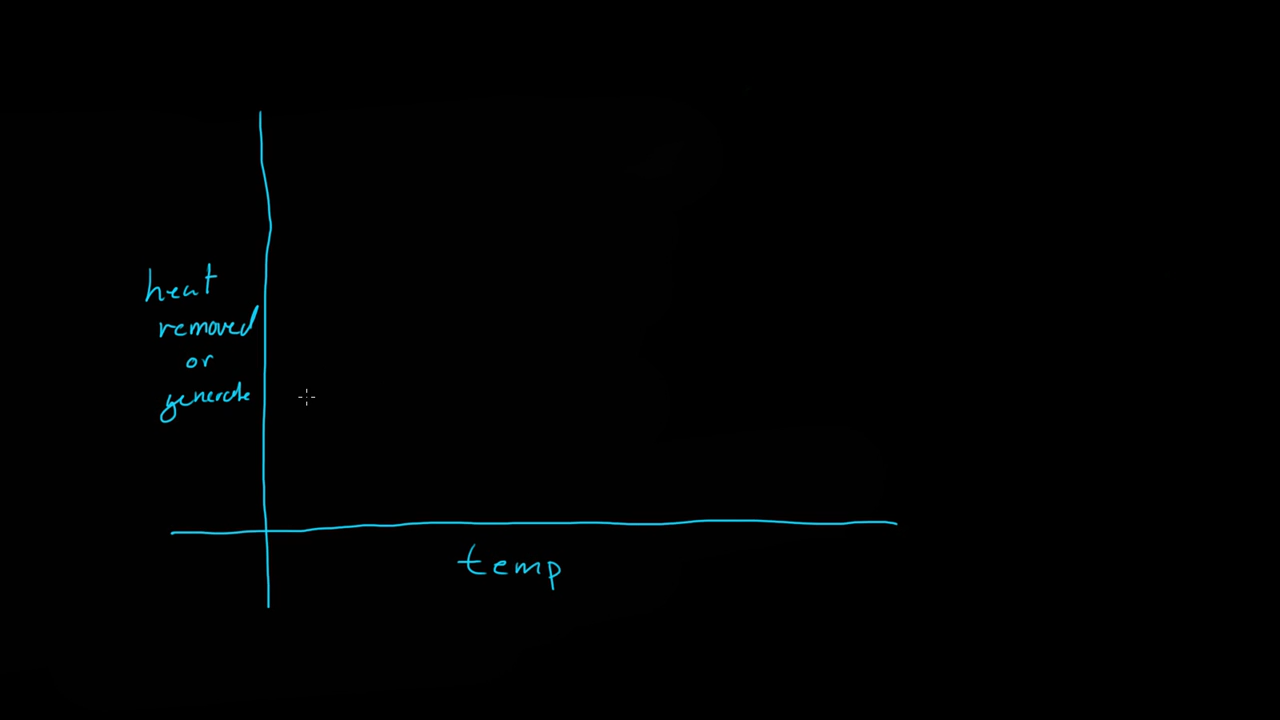 heat
removed
or
generate
temp